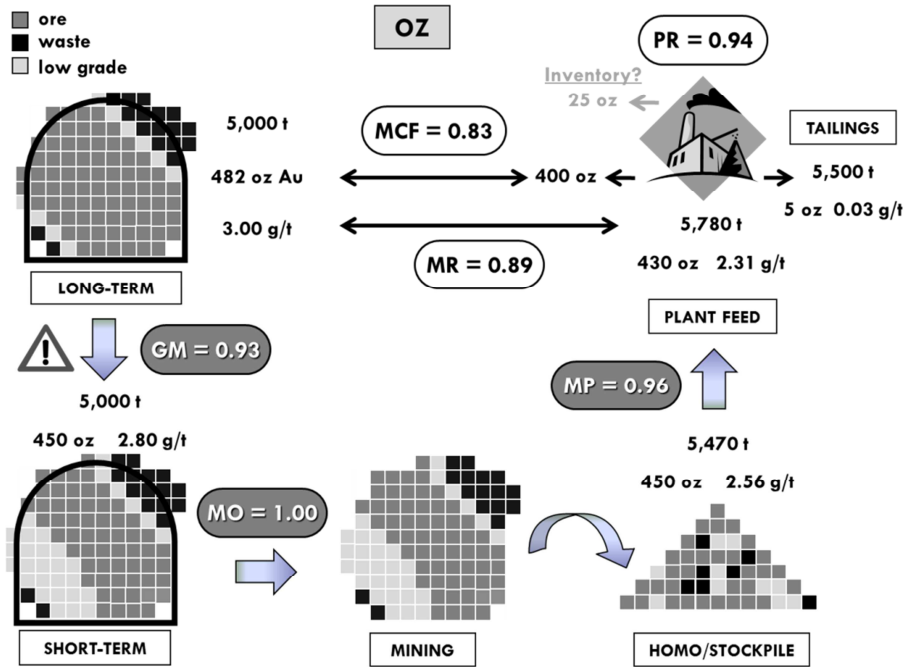 ore
waste
low grade
OZ
PR = 0.94
Inventory?
25 oz
5,000 t
MCF = 0.83
TAILINGS
482 oz Au
400 oz
5,500 t
3.00 g/t
5 oz 0.03 g/t
5,780 t
MR = 0.89
430 oz 2.31 g/t
LONG-TERM
PLANT FEED
!
GM = 0.93
MP = 0.96
5,000 t
450 oz 2.80 g/t
5,470 t
450 oz 2.56 g/t
MO = 1.00
SHORT-TERM
MINING
HOMO/STOCKPILE